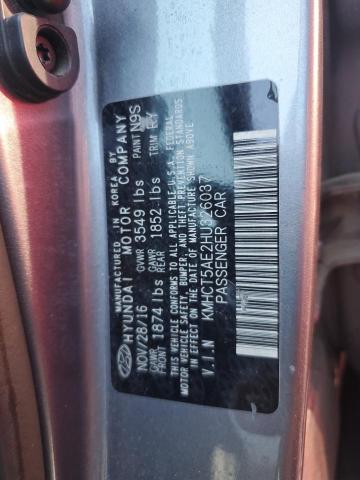 MANUFACTURED IN KOREA BY
HYUNDAI MOTOR COMPANY
NOV/28/16 GVWR 3549 lbs PAINT N9S
GAWR FRONT 1874 lbs GAWR REAR 1852 lbs TRIM RY
THIS VEHICLE CONFORMS TO ALL APPLICABLE U.S.A. FEDERAL
MOTOR VEHICLE SAFETY, BUMPER, AND THEFT PREVENTION STANDARDS
IN EFFECT ON THE DATE OF MANUFACTURE SHOWN ABOVE.
V.I.N KMHCT5AE2HU326037
PASSENGER CAR